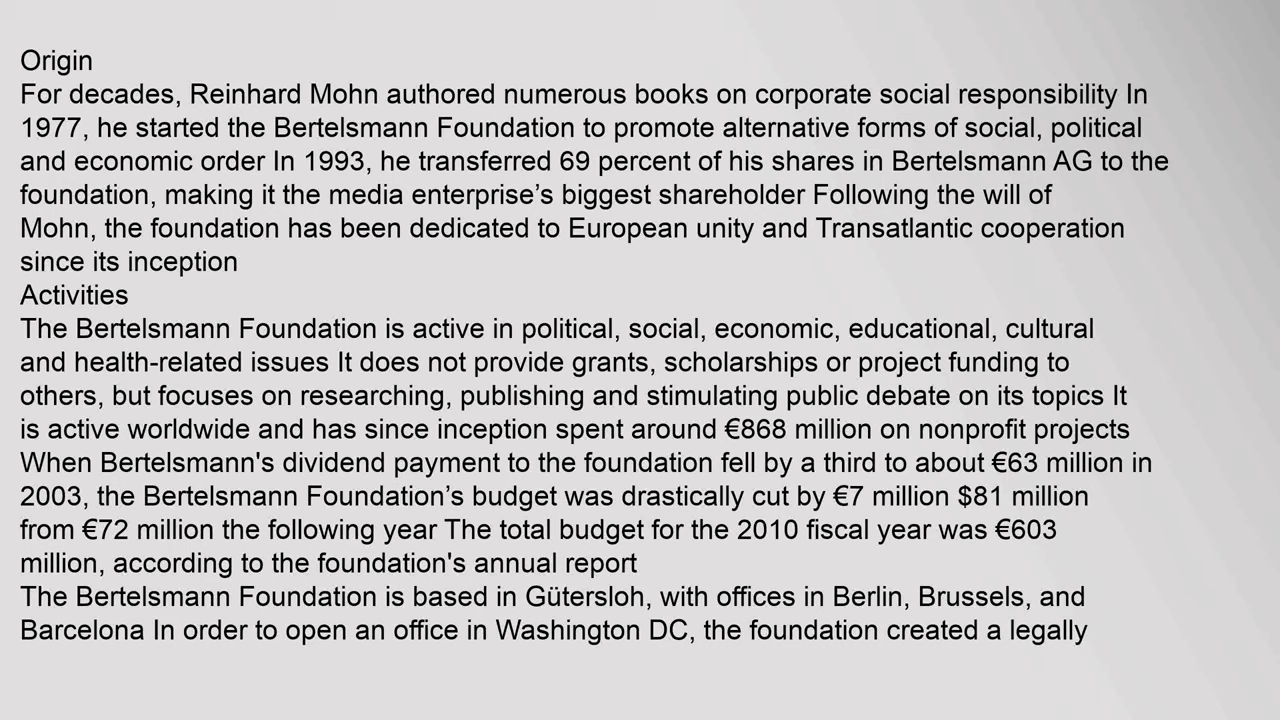 Origin
For decades, Reinhard Mohn authored numerous books on corporate social responsibility In
1977, he started the Bertelsmann Foundation to promote alternative forms of social, political
and economic order In 1993, he transferred 69 percent of his shares in Bertelsmann AG to the
foundation, making it the media enterprise’s biggest shareholder Following the will of
Mohn, the foundation has been dedicated to European unity and Transatlantic cooperation
since its inception
Activities
The Bertelsmann Foundation is active in political, social, economic, educational, cultural
and health-related issues It does not provide grants, scholarships or project funding to
others, but focuses on researching, publishing and stimulating public debate on its topics It
is active worldwide and has since inception spent around €868 million on nonprofit projects
When Bertelsmann's dividend payment to the foundation fell by a third to about €63 million in
2003, the Bertelsmann Foundation’s budget was drastically cut by €7 million $81 million
from €72 million the following year The total budget for the 2010 fiscal year was €603
million, according to the foundation's annual report
The Bertelsmann Foundation is based in Gütersloh, with offices in Berlin, Brussels, and
Barcelona In order to open an office in Washington DC, the foundation created a legally